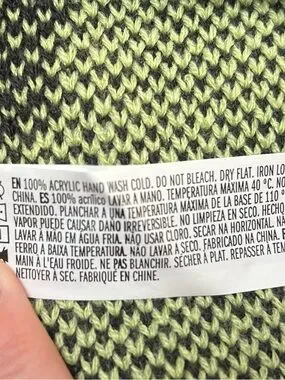 EN 100% ACRYLIC HAND WASH COLD. DO NOT BLEACH. DRY FLAT. IRON LO
CHINA. ES 100% acrílico LAVAR A MANO. TEMPERATURA MÁXIMA 40 °C. NO
EXTENDIDO. PLANCHAR A UNA TEMPERATURA MÁXIMA DE LA BASE DE 110 °
VAPOR PUEDE CAUSAR DAÑO IRREVERSIBLE. NO LIMPIEZA EN SECO. HECHO
LAVAR À MÃO EM ÁGUA FRIA. NÃO USAR CLORO. SECAR NA HORIZONTAL. N
FERRO A BAIXA TEMPERATURA. NÃO LAVAR A SECO. FABRICADO NA CHINA.
MAIN À L'EAU FROIDE. NE PAS BLANCHIR. SÉCHER À PLAT. REPASSER À TEM
NETTOYER À SEC. FABRIQUÉ EN CHINE.